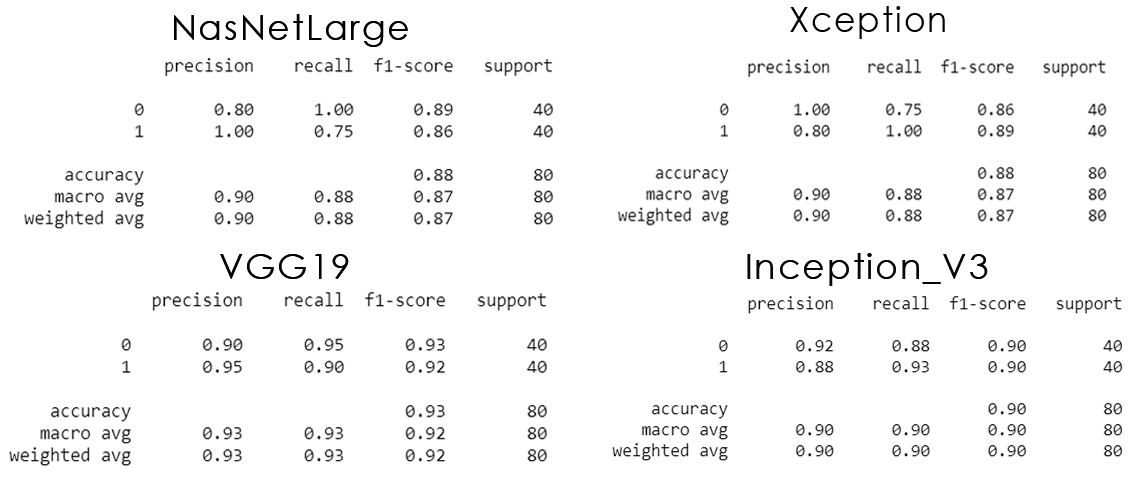 NasNetLarge
precision recall f1-score support
0 0.80 1.00 0.89 40
1 1.00 0.75 0.86 40
accuracy 0.88 80
macro avg 0.90 0.88 0.87 80
weighted avg 0.90 0.88 0.87 80
Xception
precision recall f1-score support
0 1.00 0.75 0.86 40
1 0.80 1.00 0.89 40
accuracy 0.88 80
macro avg 0.90 0.88 0.87 80
weighted avg 0.90 0.88 0.87 80
VGG19
precision recall f1-score support
0 0.90 0.95 0.93 40
1 0.95 0.90 0.92 40
accuracy 0.93 80
macro avg 0.93 0.93 0.92 80
weighted avg 0.93 0.93 0.92 80
Inception_V3
precision recall f1-score support
0 0.92 0.88 0.90 40
1 0.88 0.93 0.90 40
accuracy 0.90 80
macro avg 0.90 0.90 0.90 80
weighted avg 0.90 0.90 0.90 80